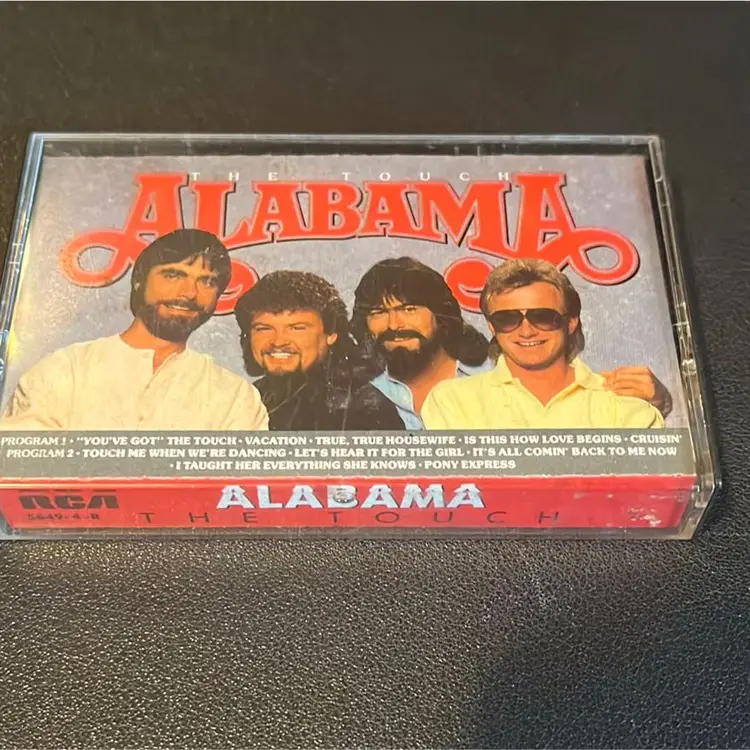 THE TOUCH
ALABAMA
PROGRAM 1 • "YOU'VE GOT" THE TOUCH • VACATION • TRUE, TRUE HOUSEWIFE • IS THIS HOW LOVE BEGINS • CRUISIN'
PROGRAM 2 • TOUCH ME WHEN WE'RE DANCING • LET'S HEAR IT FOR THE GIRL • IT'S ALL COMIN' BACK TO ME NOW
• I TAUGHT HER EVERYTHING SHE KNOWS • PONY EXPRESS
RCA ALABAMA
5649-4-R THE TOUCH